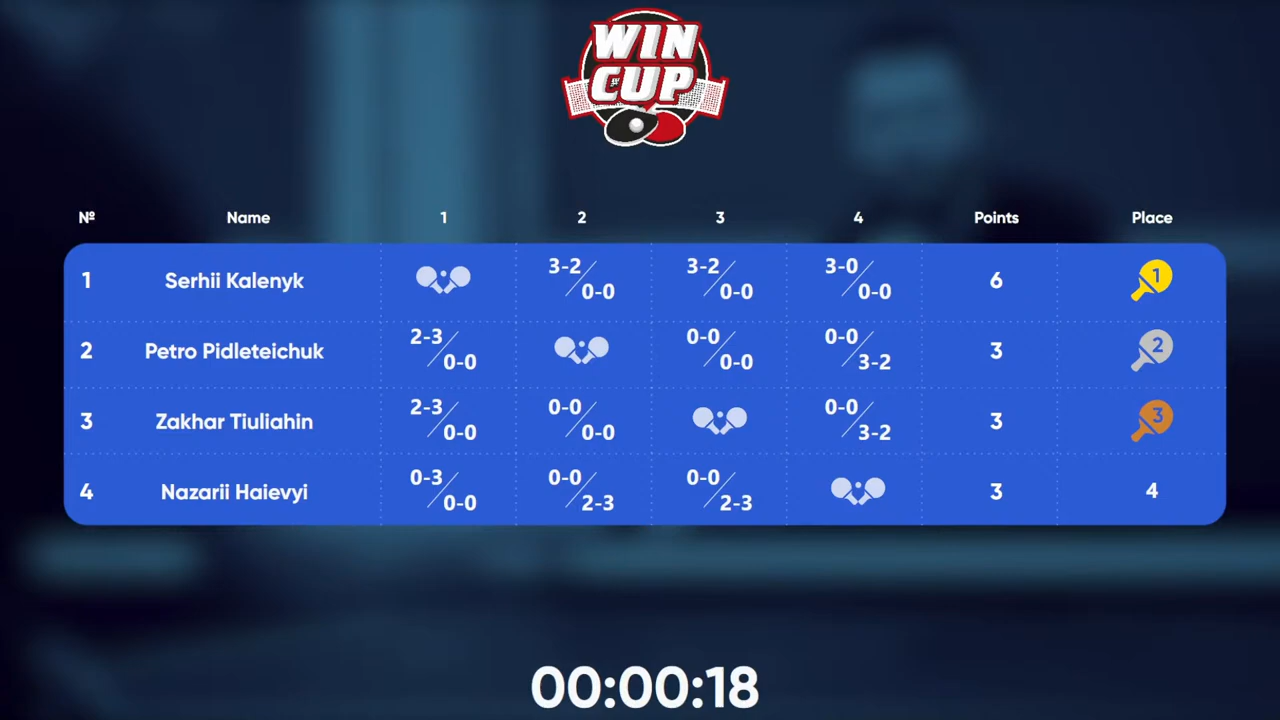 WIN
CUP
№ Name 1 2 3 4 Points Place
1 Serhii Kalenyk 3-2/0-0 3-2/0-0 3-0/0-0 6 1
2 Petro Pidleteichuk 2-3/0-0 0-0/0-0 0-0/3-2 3 2
3 Zakhar Tiuliahin 2-3/0-0 0-0/0-0 0-0/3-2 3 3
4 Nazarii Haievyi 0-3/0-0 0-0/2-3 0-0/2-3 3 4
00:00:18